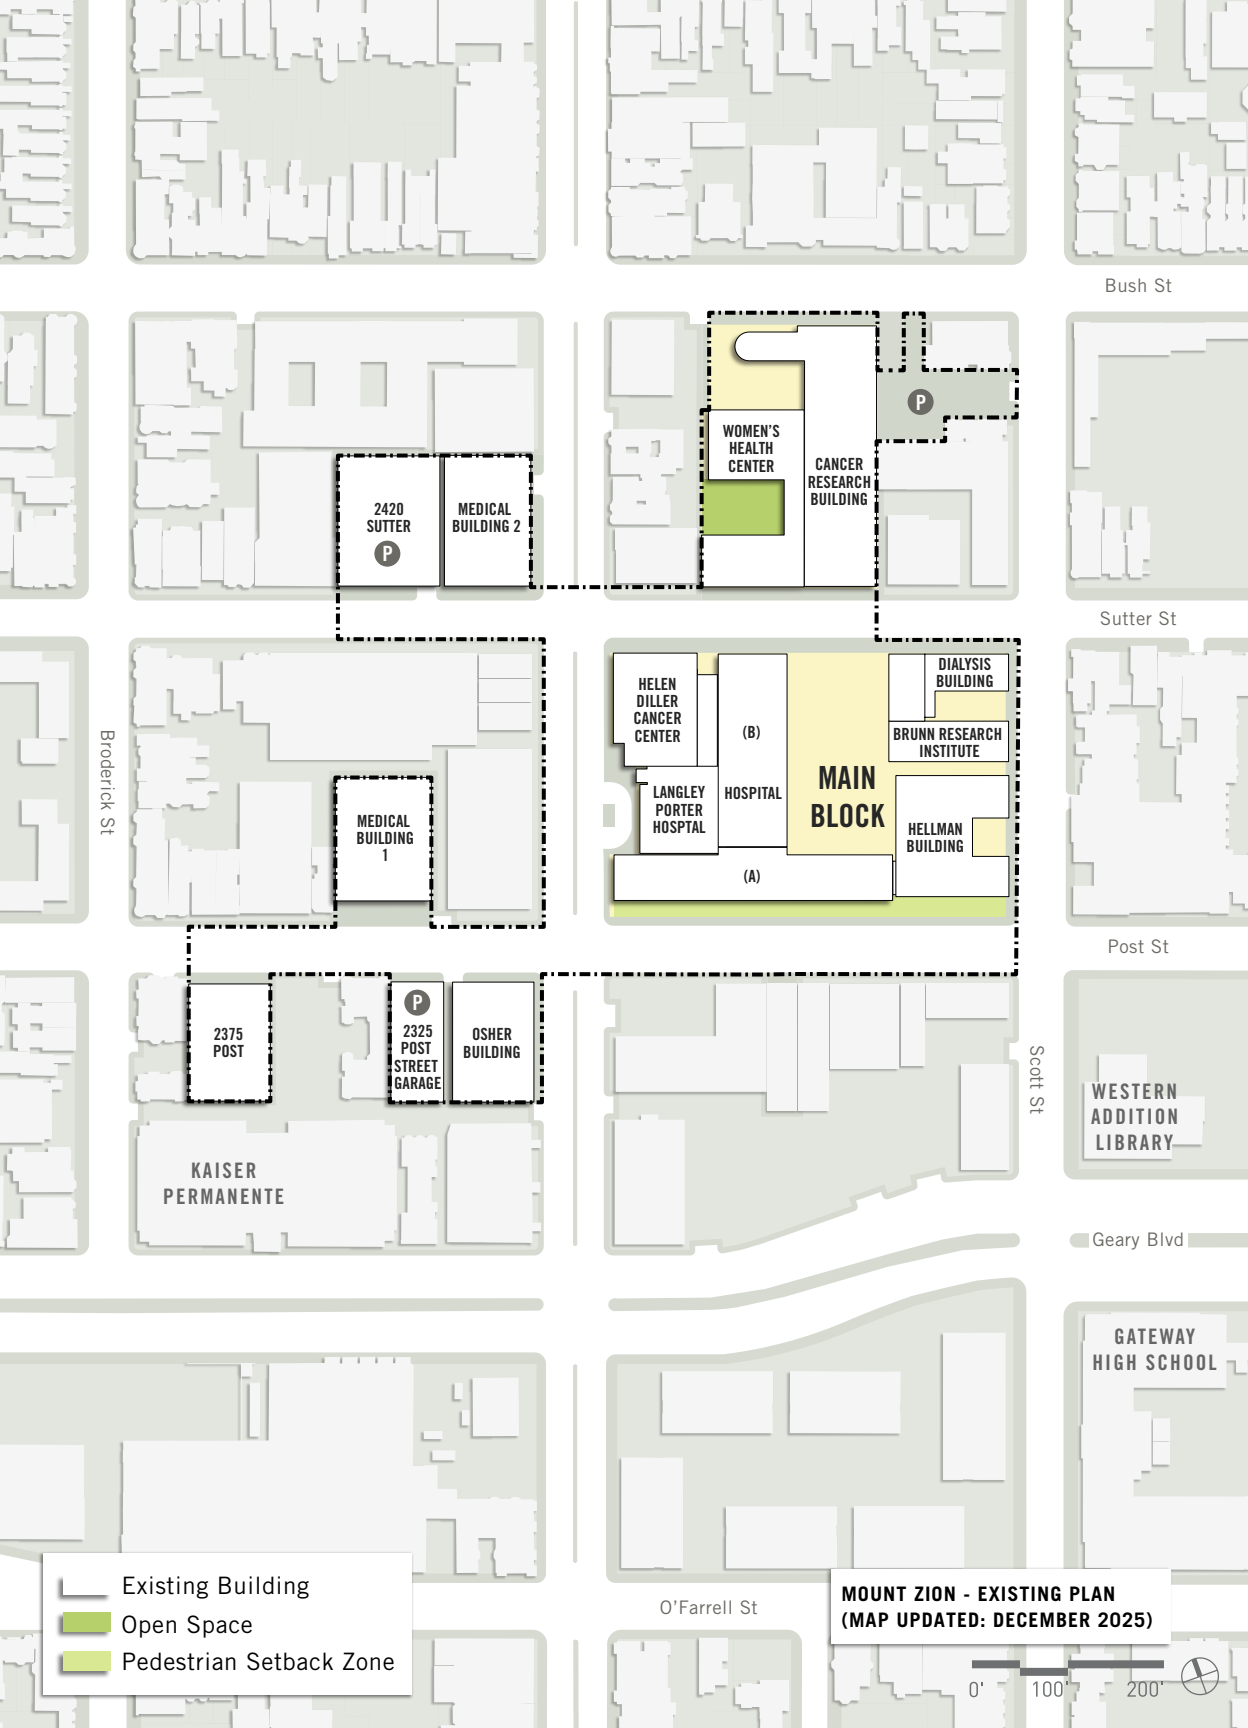 Bush St
WOMEN'S
HEALTH
CENTER
CANCER
RESEARCH
BUILDING
P
2420
SUTTER
P
MEDICAL
BUILDING 2
Sutter St
HELEN
DILLER
CANCER
CENTER
(B)
HOSPITAL
LANGLEY
PORTER
HOSPTAL
(A)
MAIN
BLOCK
DIALYSIS
BUILDING
BRUNN RESEARCH
INSTITUTE
HELLMAN
BUILDING
Broderick St
MEDICAL
BUILDING
1
Post St
2375
POST
P
2325
POST
STREET
GARAGE
OSHER
BUILDING
Scott St
WESTERN
ADDITION
LIBRARY
KAISER
PERMANENTE
Geary Blvd
GATEWAY
HIGH SCHOOL
Existing Building
Open Space
Pedestrian Setback Zone
O'Farrell St
MOUNT ZION - EXISTING PLAN
(MAP UPDATED: DECEMBER 2025)
0' 100' 200'